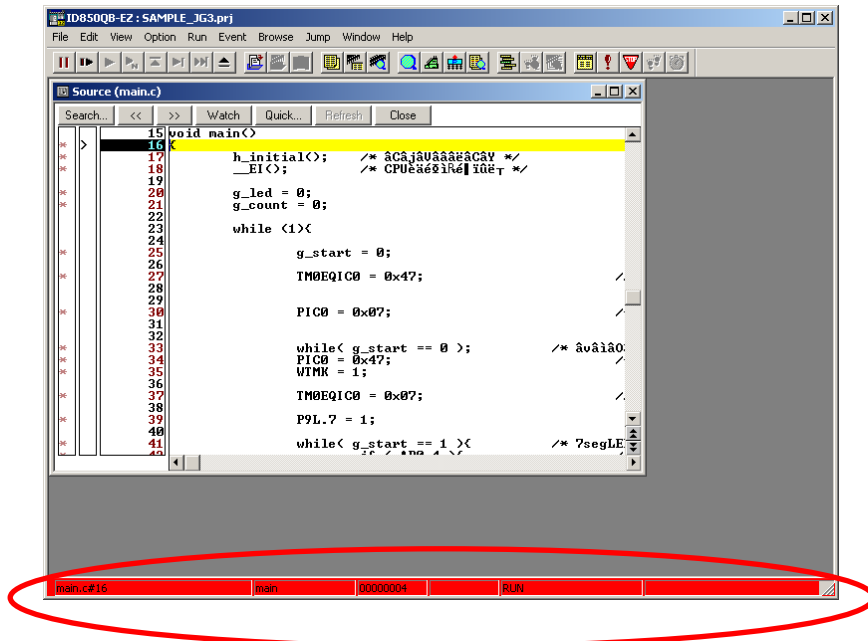 ID850QB-EZ : SAMPLE_JG3.prj
File Edit View Option Run Event Browse Jump Window Help
Source (main.c)
Search... << >> Watch Quick... Refresh Close
15 void main()
> 16 {
* 17 h_initial(); /* âCâjâVâââëâCâY */
* 18 __EI(); /*
19
* 20 g_led = 0;
* 21 g_count = 0;
22
23 while (1){
24
* 25 g_start = 0;
26
* 27 TM0EQIC0 = 0x47; /
28
29
* 30 PIC0 = 0x07; /
31
32
* 33 while( g_start == 0 ); /*
* 34 PIC0 = 0x47; /
* 35 WTMK = 1;
36
* 37 TM0EQIC0 = 0x07; /
38
* 39 P9L.7 = 1;
40
* 41 while( g_start == 1 ){ /* 7segLE
main.c#16 main 00000004 RUN